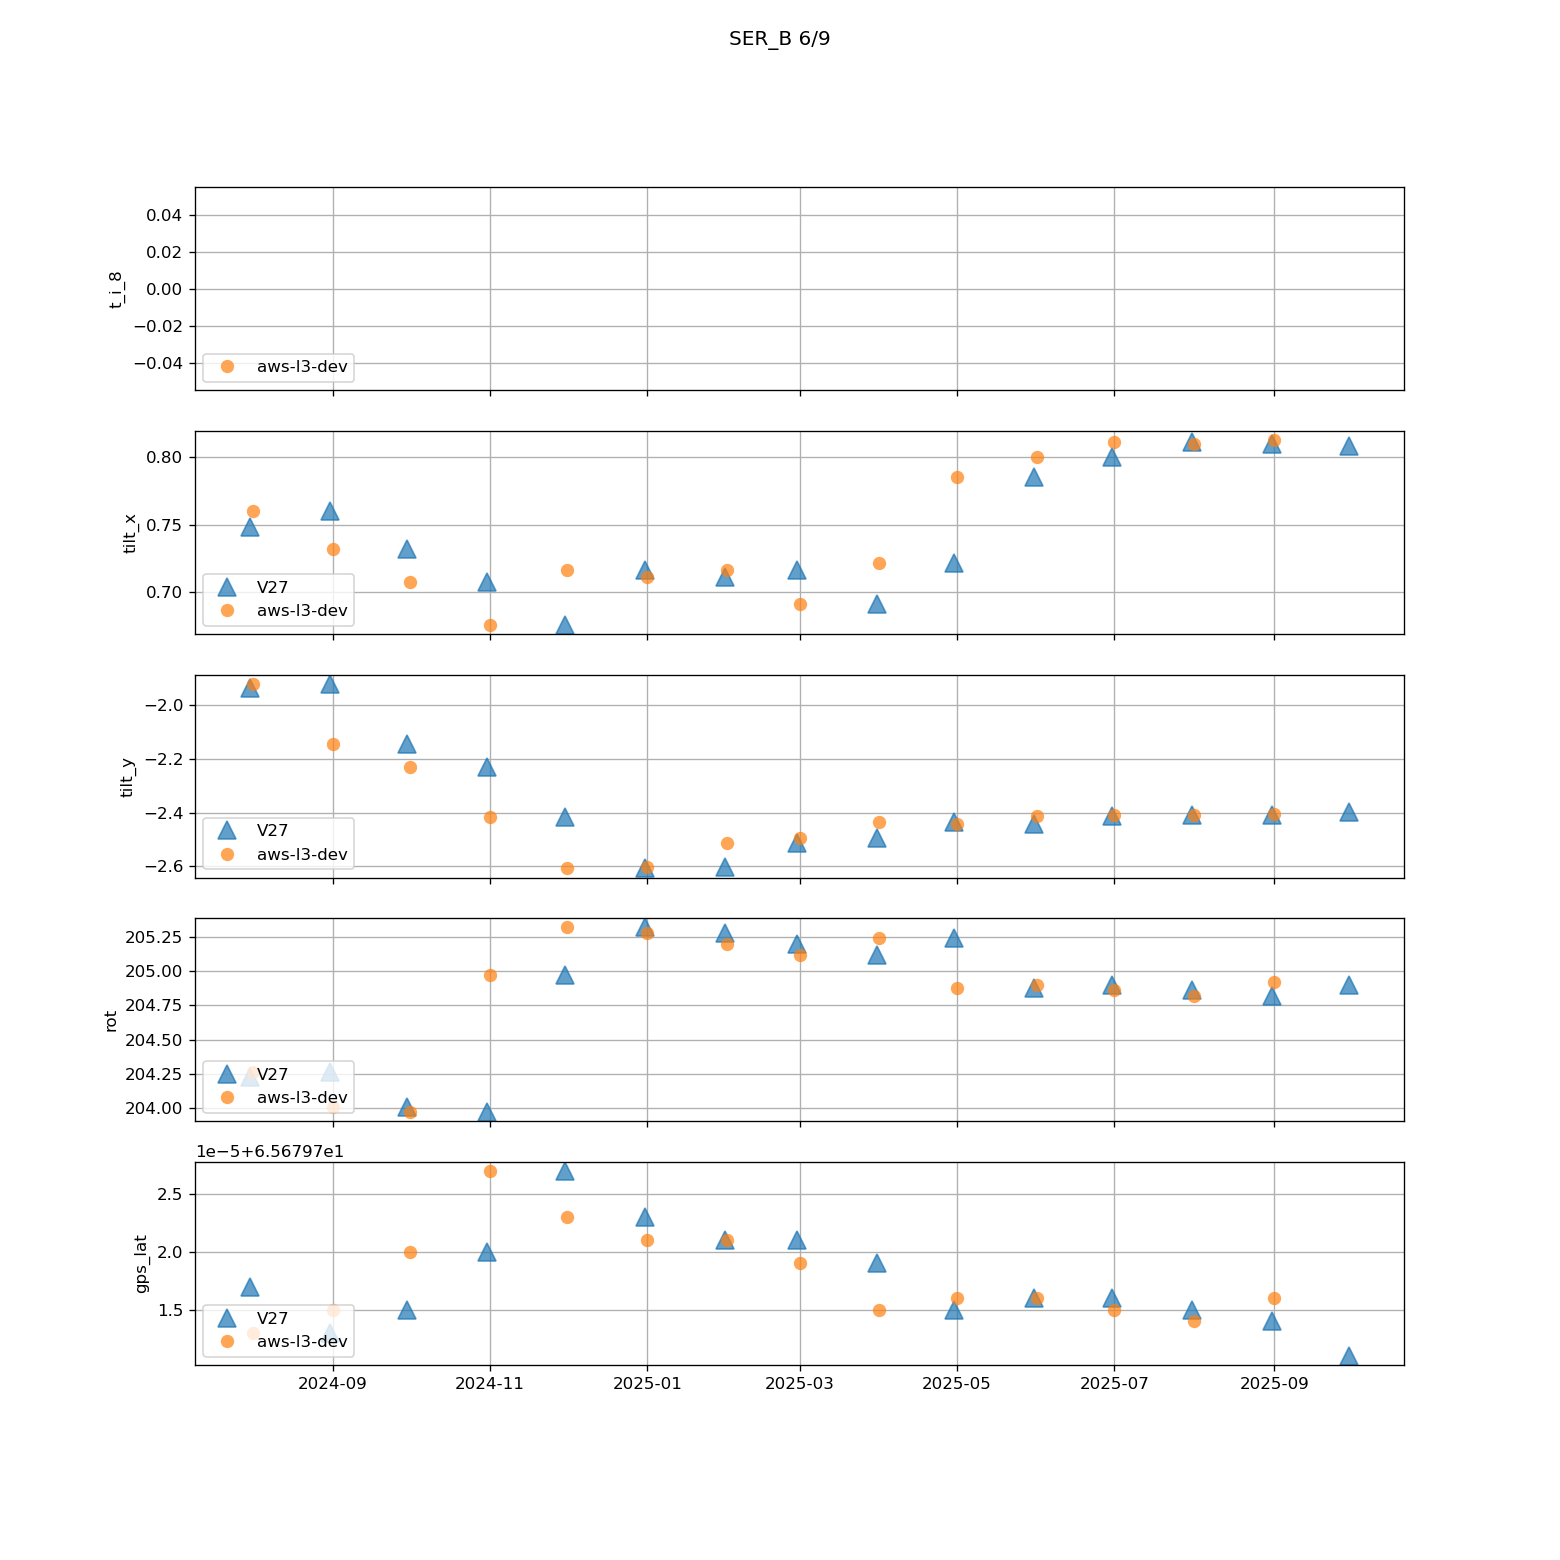 SER_B 6/9
0.04
0.02
0.00
−0.02
−0.04
t_i_8
aws-l3-dev
0.80
0.75
0.70
tilt_x
V27
aws-l3-dev
−2.0
−2.2
−2.4
−2.6
tilt_y
V27
aws-l3-dev
205.25
205.00
204.75
204.50
204.25
204.00
rot
V27
aws-l3-dev
1e−5+6.56797e1
2.5
2.0
1.5
gps_lat
V27
aws-l3-dev
2024-09 2024-11 2025-01 2025-03 2025-05 2025-07 2025-09